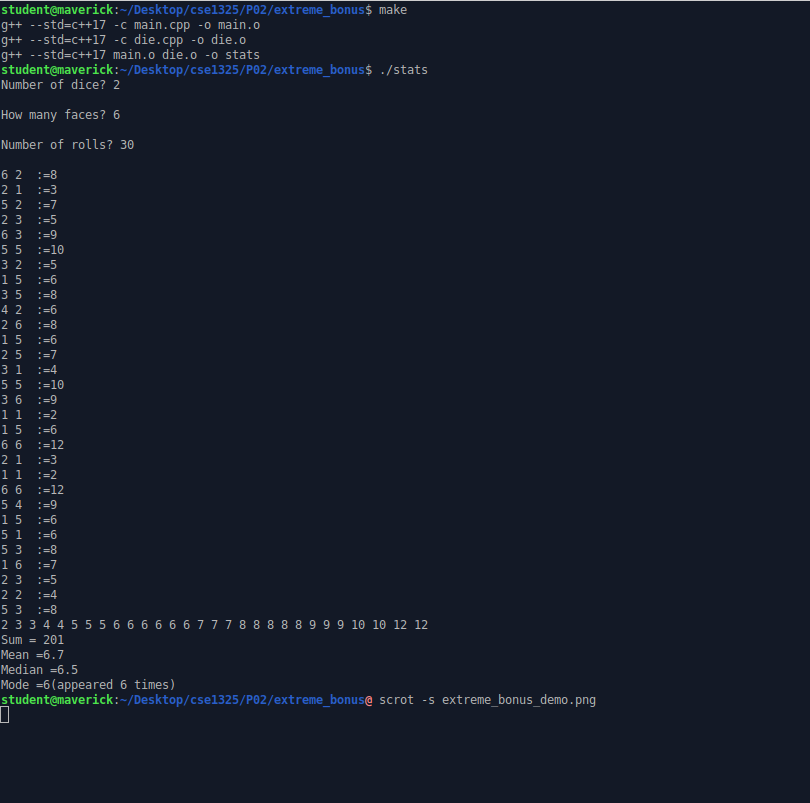 student@maverick:~/Desktop/cse1325/P02/extreme_bonus$ make
g++ --std=c++17 -c main.cpp -o main.o
g++ --std=c++17 -c die.cpp -o die.o
g++ --std=c++17 main.o die.o -o stats
student@maverick:~/Desktop/cse1325/P02/extreme_bonus$ ./stats
Number of dice? 2
How many faces? 6
Number of rolls? 30
6 2  :=8
2 1  :=3
5 2  :=7
2 3  :=5
6 3  :=9
5 5  :=10
3 2  :=5
1 5  :=6
3 5  :=8
4 2  :=6
2 6  :=8
1 5  :=6
2 5  :=7
3 1  :=4
5 5  :=10
3 6  :=9
1 1  :=2
1 5  :=6
6 6  :=12
2 1  :=3
1 1  :=2
6 6  :=12
5 4  :=9
1 5  :=6
5 1  :=6
5 3  :=8
1 6  :=7
2 3  :=5
2 2  :=4
5 3  :=8
2 3 3 4 4 5 5 5 6 6 6 6 6 6 7 7 7 8 8 8 8 8 9 9 9 10 10 12 12
Sum = 201
Mean =6.7
Median =6.5
Mode =6(appeared 6 times)
student@maverick:~/Desktop/cse1325/P02/extreme_bonus@ scrot -s extreme_bonus_demo.png